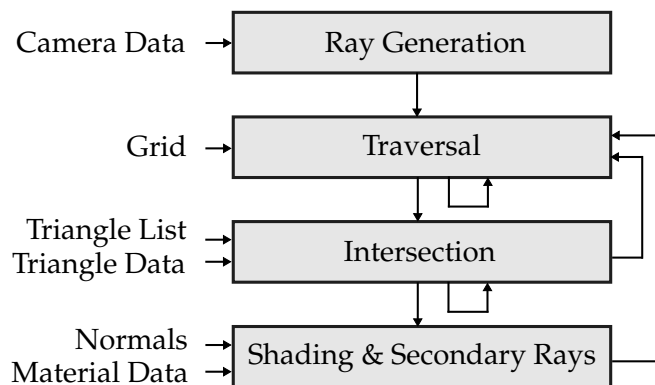 Camera Data
Ray Generation
Grid
Traversal
Triangle List
Triangle Data
Intersection
Normals
Material Data
Shading & Secondary Rays